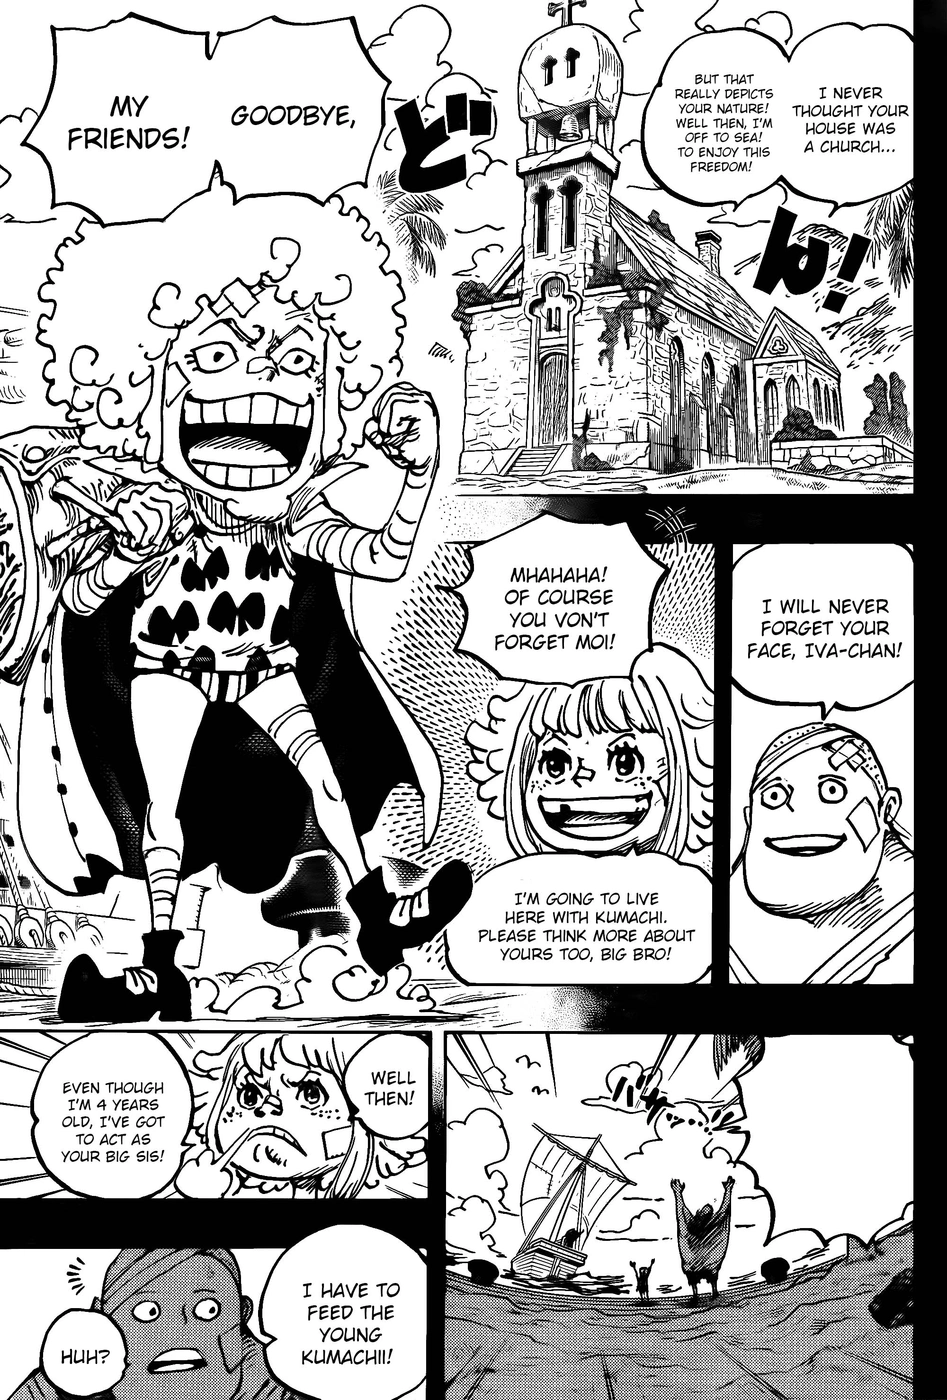 I NEVER
THOUGHT YOUR
HOUSE WAS
A CHURCH...
BUT THAT
REALLY DEPICTS
YOUR NATURE!
WELL THEN, I'M
OFF TO SEA!
TO ENJOY THIS
FREEDOM!
ど
ん!
GOODBYE,
MY
FRIENDS!
I WILL NEVER
FORGET YOUR
FACE, IVA-CHAN!
MHAHAHA!
OF COURSE
YOU VON'T
FORGET MOI!
I'M GOING TO LIVE
HERE WITH KUMACHI.
PLEASE THINK MORE ABOUT
YOURS TOO, BIG BRO!
WELL
THEN!
EVEN THOUGH
I'M 4 YEARS
OLD, I'VE GOT
TO ACT AS
YOUR BIG SIS!
I HAVE TO
FEED THE
YOUNG
KUMACHII!
HUH?